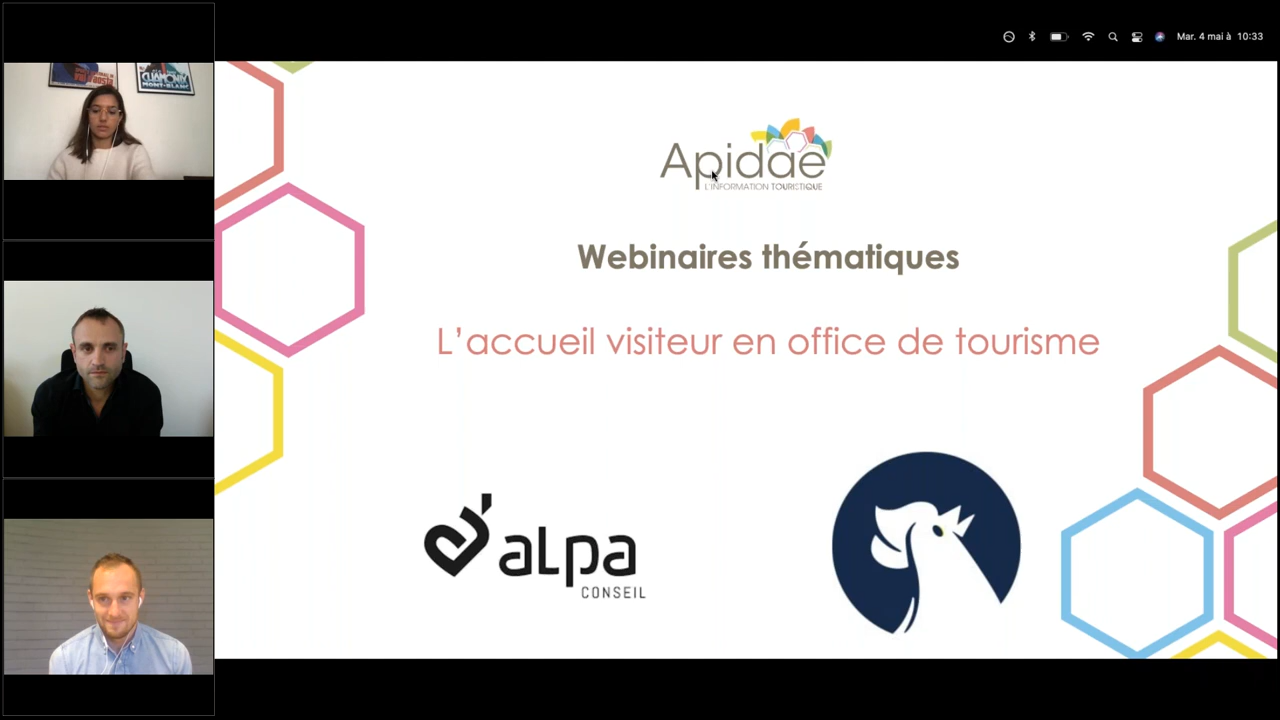 Mar. 4 mai à 10:33
CHAMONIX
MONT-BLANC
Apidae
L'INFORMATION TOURISTIQUE
Webinaires thématiques
L'accueil visiteur en office de tourisme
alpa
CONSEIL